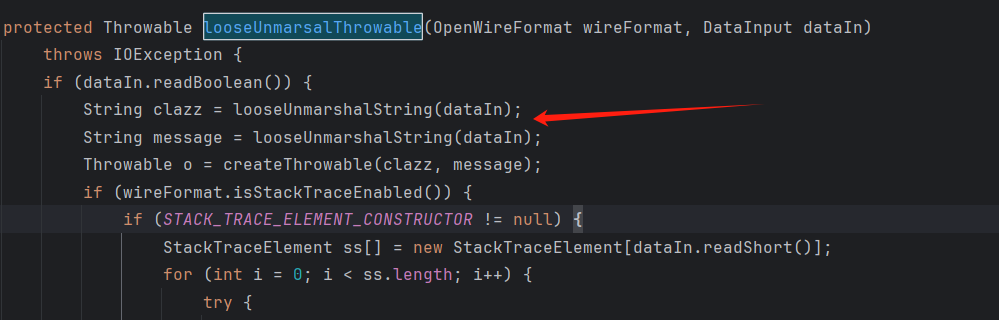 protected Throwable looseUnmarsalThrowable(OpenWireFormat wireFormat, DataInput dataIn)
throws IOException {
if (dataIn.readBoolean()) {
String clazz = looseUnmarshalString(dataIn);
String message = looseUnmarshalString(dataIn);
Throwable o = createThrowable(clazz, message);
if (wireFormat.isStackTraceEnabled()) {
if (STACK_TRACE_ELEMENT_CONSTRUCTOR != null) {
StackTraceElement ss[] = new StackTraceElement[dataIn.readShort()];
for (int i = 0; i < ss.length; i++) {
try {